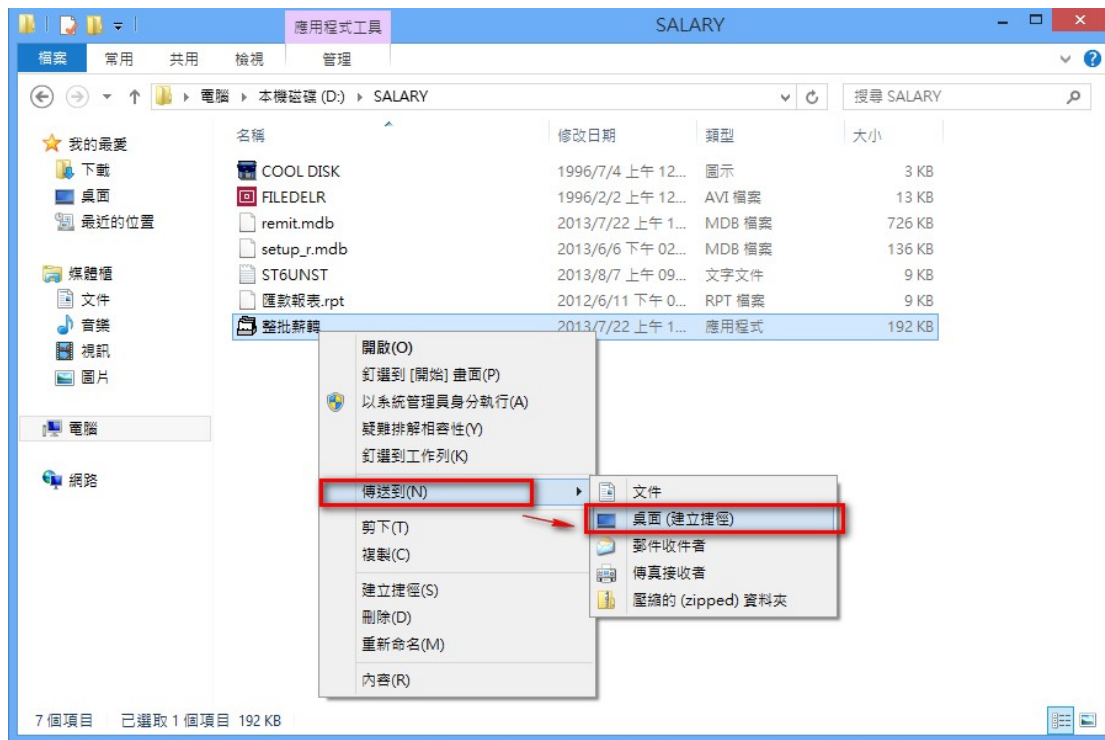 應用程式工具 SALARY
檔案 常用 共用 檢視 管理
電腦 本機磁碟 (D:) SALARY 搜尋 SALARY
名稱 修改日期 類型 大小
我的最愛
下載
桌面
最近的位置
媒體櫃
文件
音樂
視訊
圖片
電腦
網路
COOL DISK 1996/7/4 上午 12... 圖示 3 KB
FILEDELR 1996/2/2 上午 12... AVI 檔案 13 KB
remit.mdb 2013/7/22 上午 1... MDB 檔案 726 KB
setup_r.mdb 2013/6/6 下午 02... MDB 檔案 136 KB
ST6UNST 2013/8/7 上午 09... 文字文件 9 KB
匯款報表.rpt 2012/6/11 下午 0... RPT 檔案 9 KB
整批薪轉 2013/7/22 上午 1... 應用程式 192 KB
開啟(O)
釘選到 [開始] 畫面(P)
以系統管理員身分執行(A)
疑難排解相容性(Y)
釘選到工作列(K)
傳送到(N)
剪下(T)
複製(C)
建立捷徑(S)
刪除(D)
重新命名(M)
內容(R)
文件
桌面 (建立捷徑)
郵件收件者
傳真接收者
壓縮的 (zipped) 資料夾
7 個項目 已選取 1 個項目 192 KB